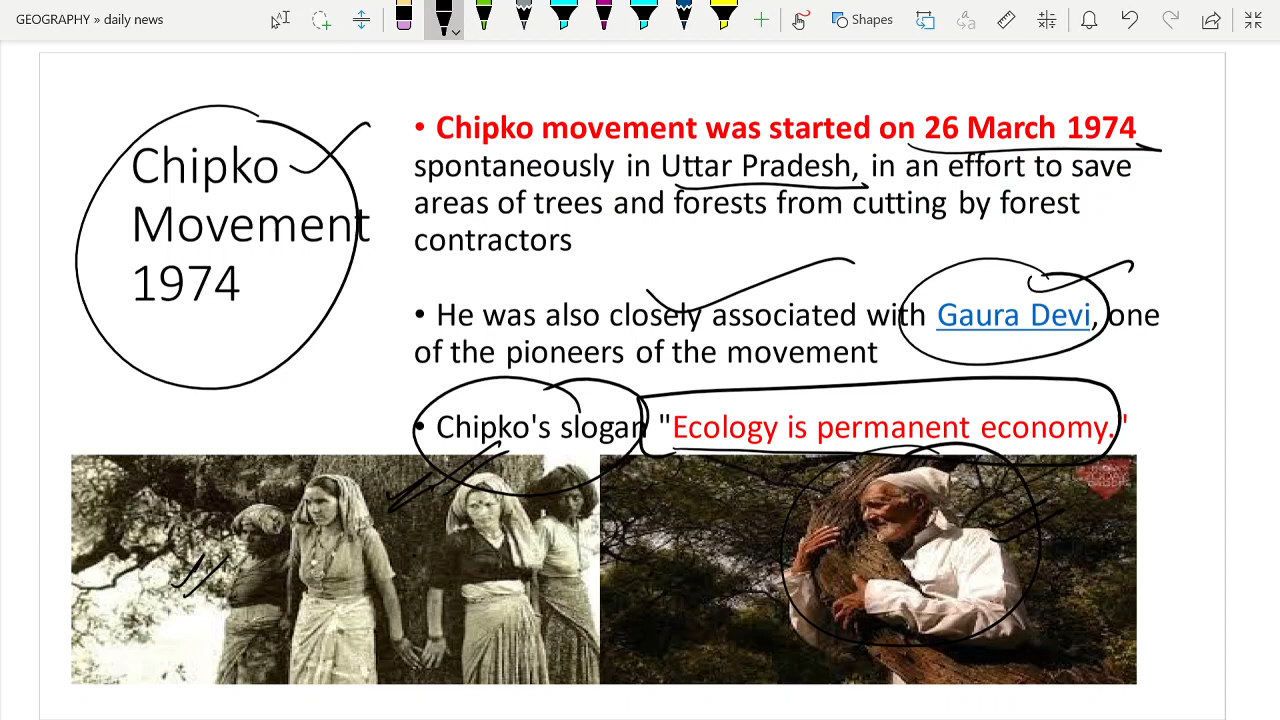 GEOGRAPHY » daily news
Shapes
Chipko
Movement
1974
• Chipko movement was started on 26 March 1974
spontaneously in Uttar Pradesh, in an effort to save
areas of trees and forests from cutting by forest
contractors
• He was also closely associated with Gaura Devi, one
of the pioneers of the movement
• Chipko's slogan "Ecology is permanent economy."